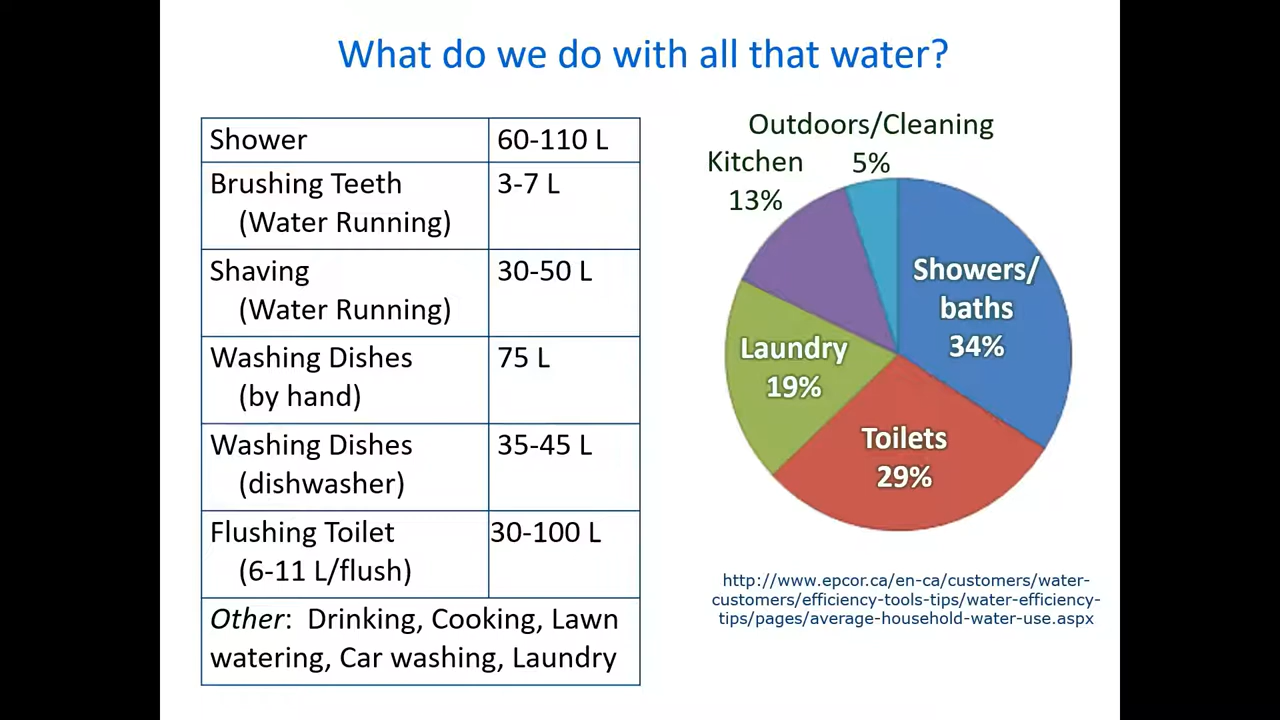 What do we do with all that water?
Shower 60-110 L
Brushing Teeth 3-7 L
(Water Running)
Shaving 30-50 L
(Water Running)
Washing Dishes 75 L
(by hand)
Washing Dishes 35-45 L
(dishwasher)
Flushing Toilet 30-100 L
(6-11 L/flush)
Other: Drinking, Cooking, Lawn
watering, Car washing, Laundry
Outdoors/Cleaning
5%
Kitchen
13%
Showers/
baths
34%
Laundry
19%
Toilets
29%
http://www.epcor.ca/en-ca/customers/water-
customers/efficiency-tools-tips/water-efficiency-
tips/pages/average-household-water-use.aspx